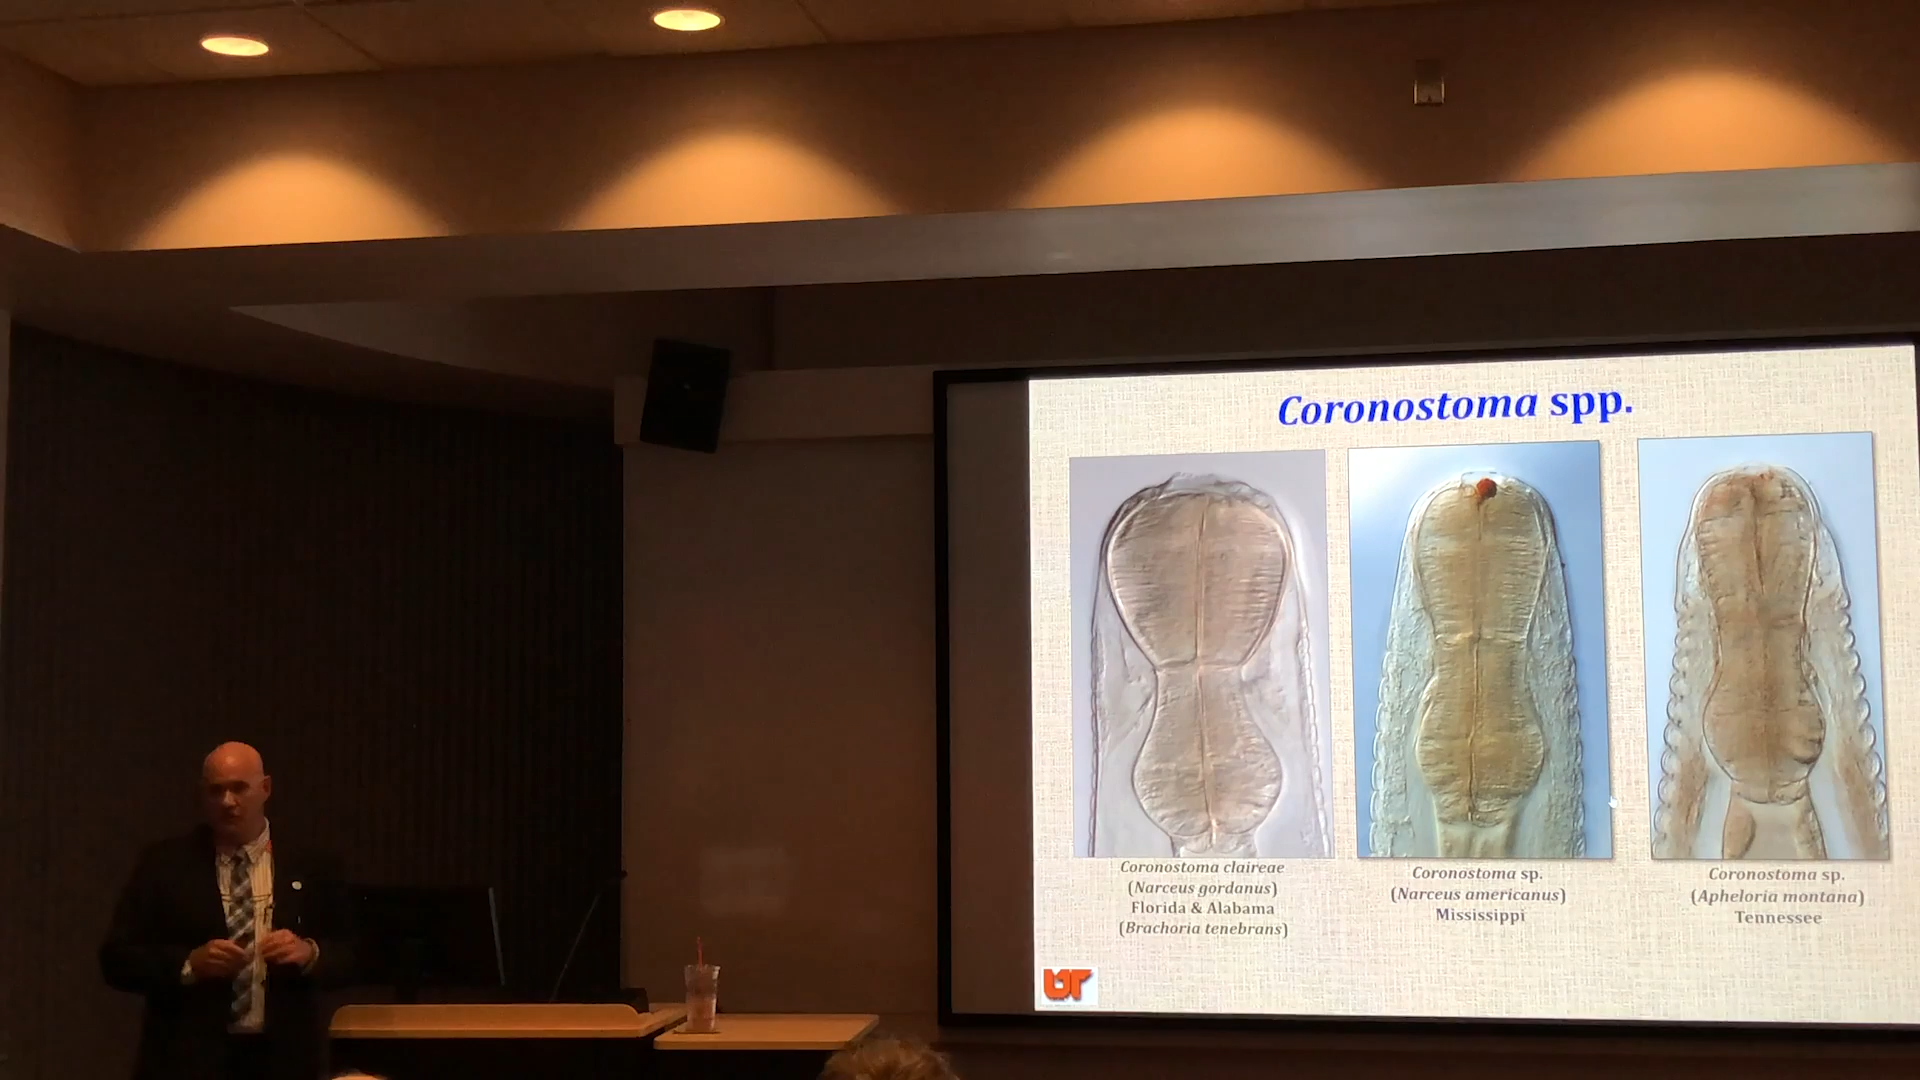 Coronostoma spp.
Coronostoma claireae
(Narceus gordanus)
Florida & Alabama
(Brachoria tenebrans)
Coronostoma sp.
(Narceus americanus)
Mississippi
Coronostoma sp.
(Apheloria montana)
Tennessee
UT